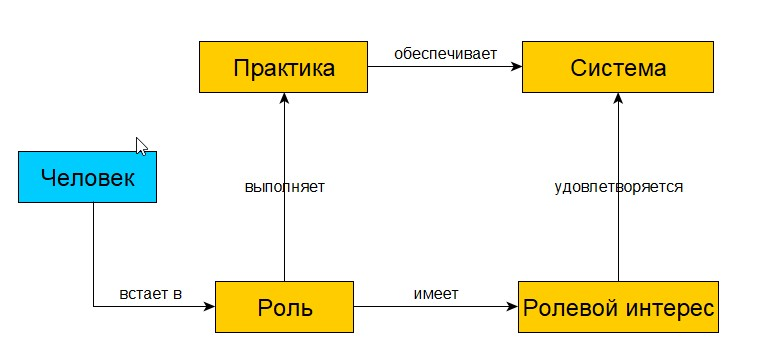 обеспечивает
Практика
Система
Человек
выполняет
удовлетворяется
встает в
имеет
Роль
Ролевой интерес